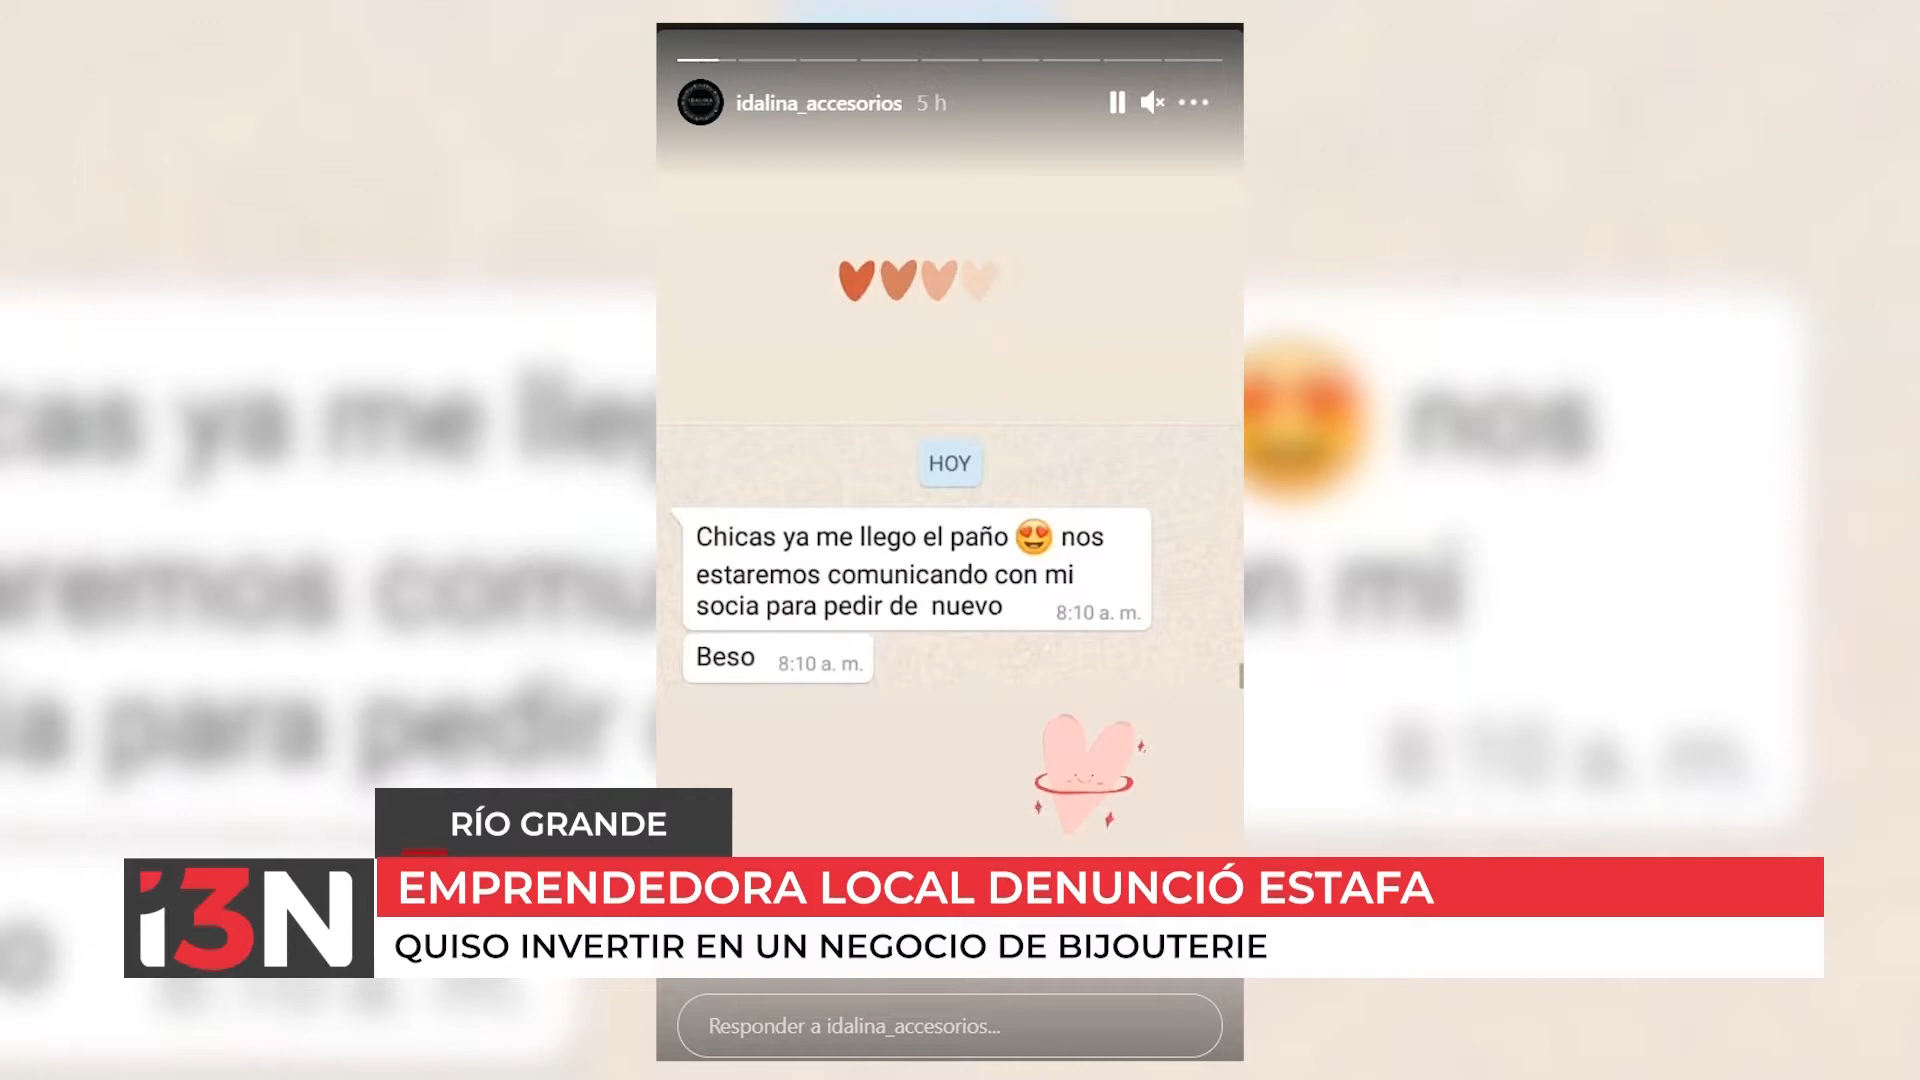 idalina_accesorios 5 h
HOY
Chicas ya me llego el paño 😍 nos
estaremos comunicando con mi
socia para pedir de nuevo 8:10 a. m.
Beso 8:10 a. m.
RÍO GRANDE
i3N
EMPRENDEDORA LOCAL DENUNCIÓ ESTAFA
QUISO INVERTIR EN UN NEGOCIO DE BIJOUTERIE
Responder a idalina_accesorios...